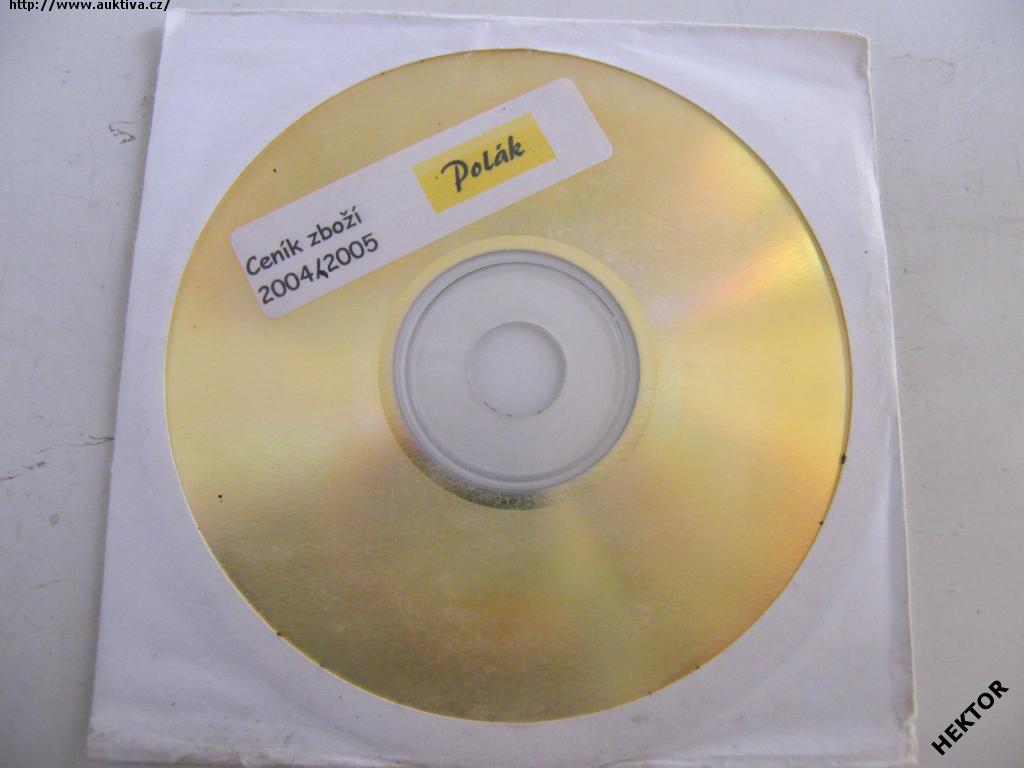 http://www.auktiva.cz/
Polák
Ceník zboží
2004/2005
HEKTOR